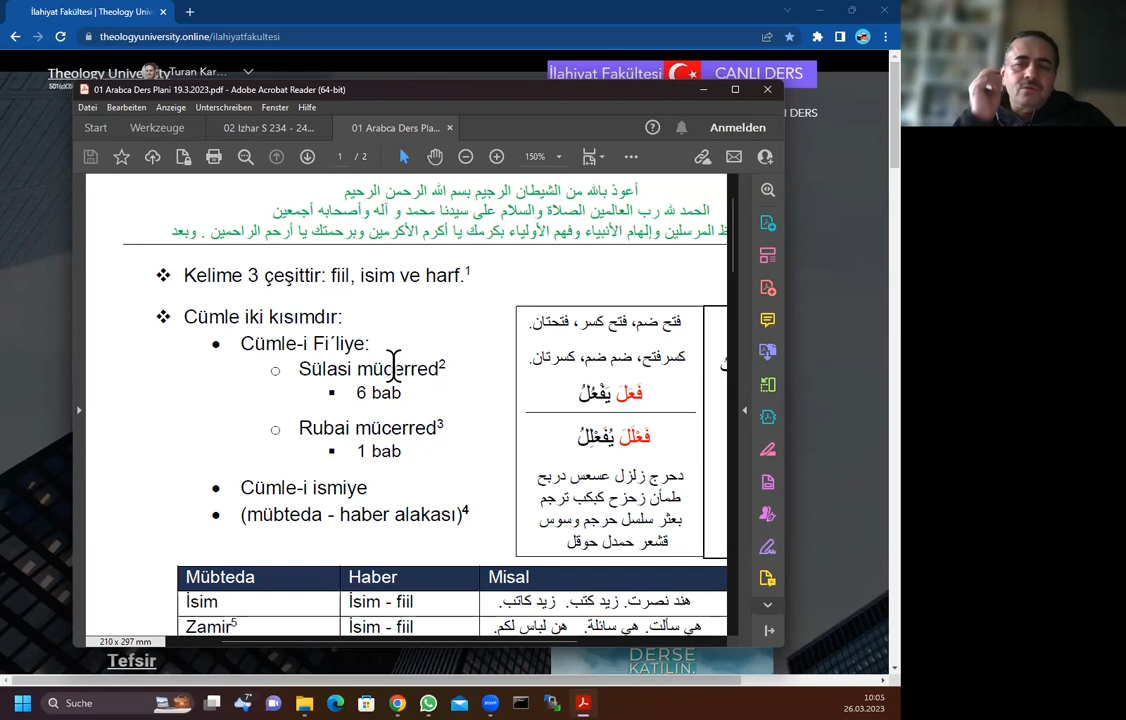 İlahiyat Fakültesi | Theology Un
theologyuniversity.online/ilahiyatfakultesi
Theology University
Turan Kar...
İlahiyat Fakültesi
CANLI DERS
DERS
01 Arabca Ders Plani 19.3.2023.pdf - Adobe Acrobat Reader (64-bit)
Datei Bearbeiten Anzeige Unterschreiben Fenster Hilfe
Start Werkzeuge 02 Izhar S 234 - 24... 01 Arabca Ders Pla... Anmelden
1 / 2 150%
أعوذ بالله من الشيطان الرجيم بسم الله الرحمن الرحيم
الحمد لله رب العالمين الصلاة والسلام على سيدنا محمد و آله وأصحابه أجمعين
المرسلين وإلهام الأنبياء وفهم الأولياء بكرمك يا أكرم الأكرمين وبرحمتك يا أرحم الراحمين . وبعد
❖ Kelime 3 çeşittir: fiil, isim ve harf.1
❖ Cümle iki kısımdır:
• Cümle-i Fi´liye:
○ Sülasi mücerred2
▪ 6 bab
○ Rubai mücerred3
▪ 1 bab
• Cümle-i ismiye
• (mübteda - haber alakası)4
فتح ضم، فتح كسر، فتحتان.
كسرفتح، ضم ضم، كسرتان.
فَعَلَ يَفْعُلُ
فَعْلَلَ يُفَعْلِلُ
دحرج زلزل عسعس دربح
طمأن زحزح كبكب ترجم
بعثر سلسل حرجم وسوس
قشعر حمدل حوقل
Mübteda Haber Misal
İsim İsim - fiil هند نصرت. زيد كتب. زيد كاتب.
Zamir5 İsim - fiil هي سألت. هي سائلة. هن لباس لكم.
210 x 297 mm
Tefsir
DERSE
KATILIN.
Suche
7°
zoom
10:05
26.03.2023